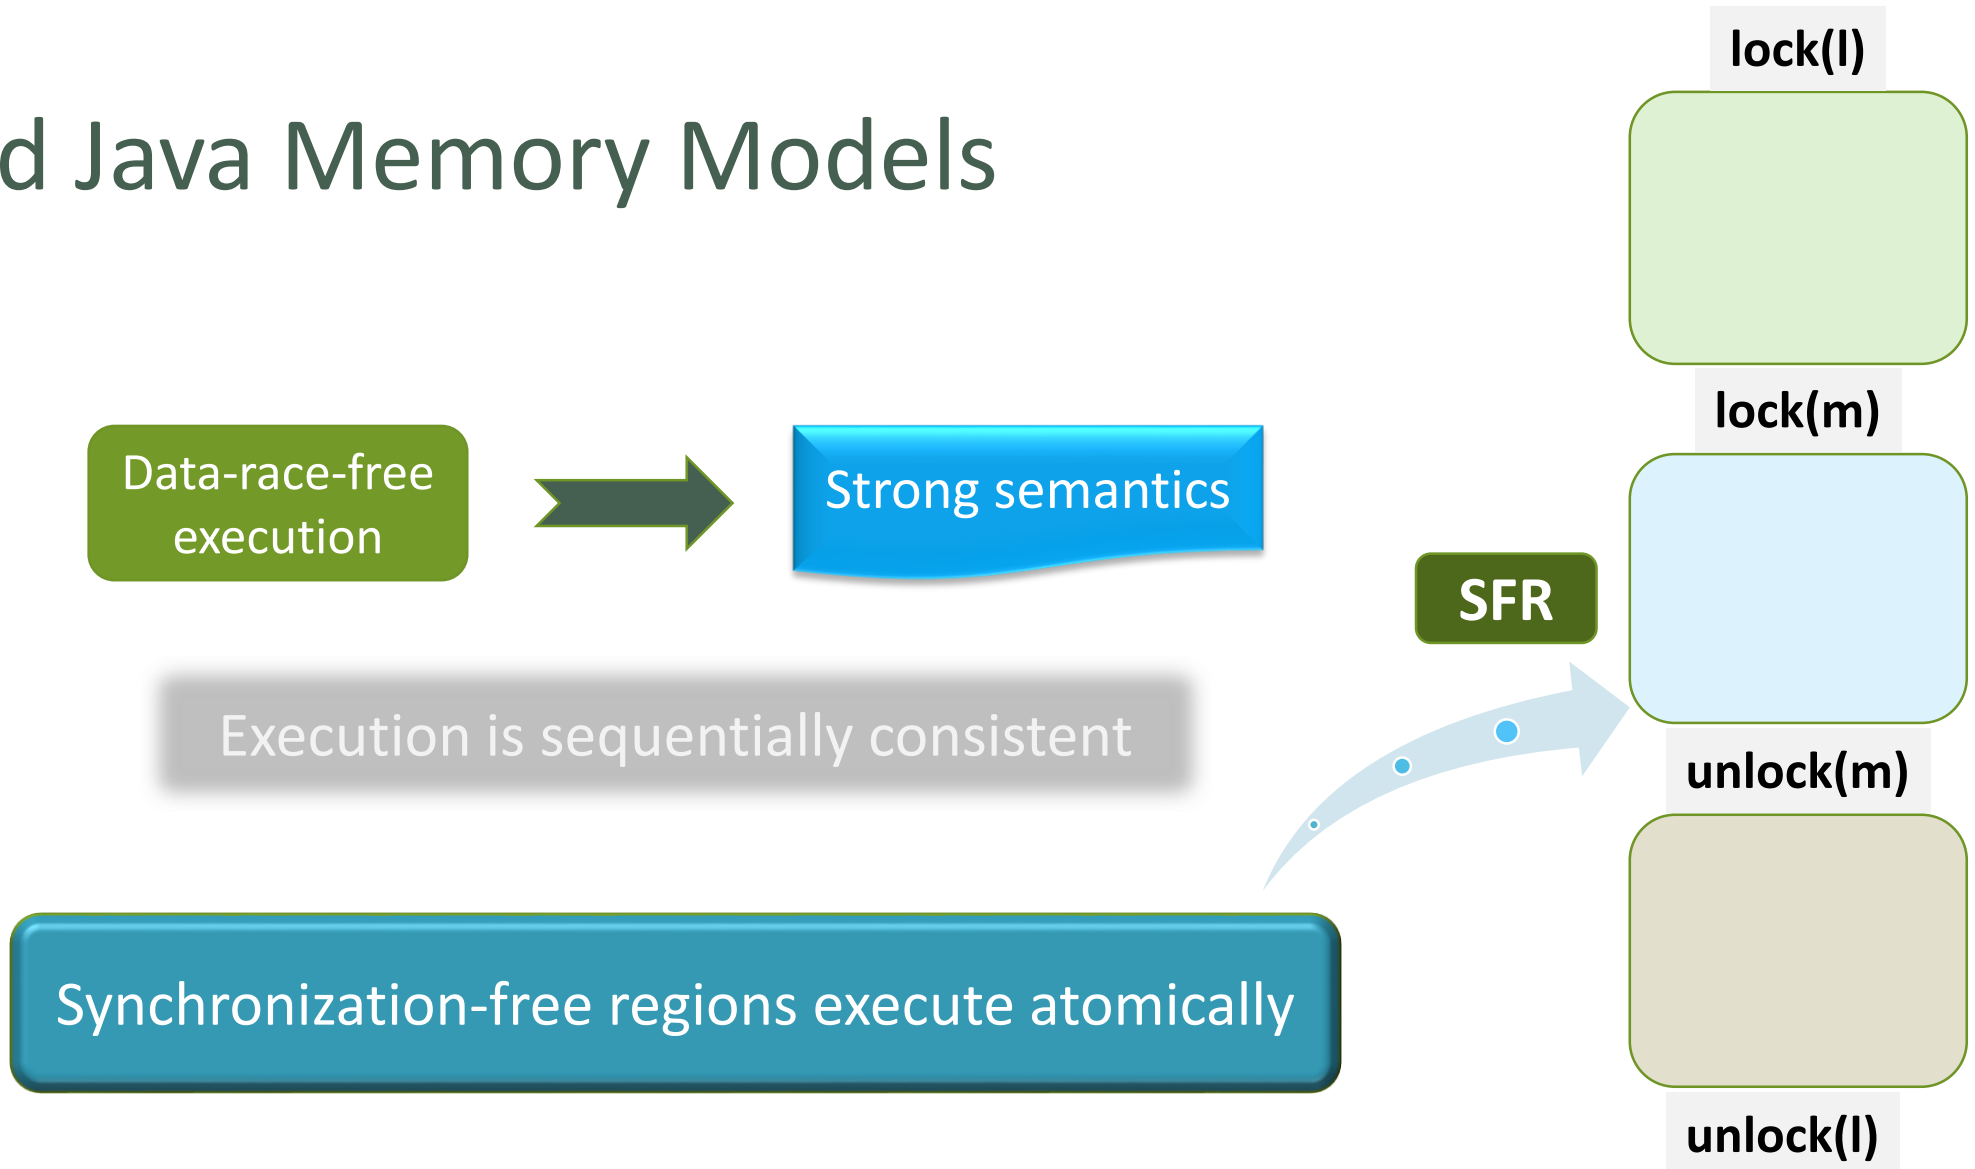 d Java Memory Models
Data-race-free
execution
Strong semantics
Execution is sequentially consistent
Synchronization-free regions execute atomically
SFR
lock(l)
lock(m)
unlock(m)
unlock(l)